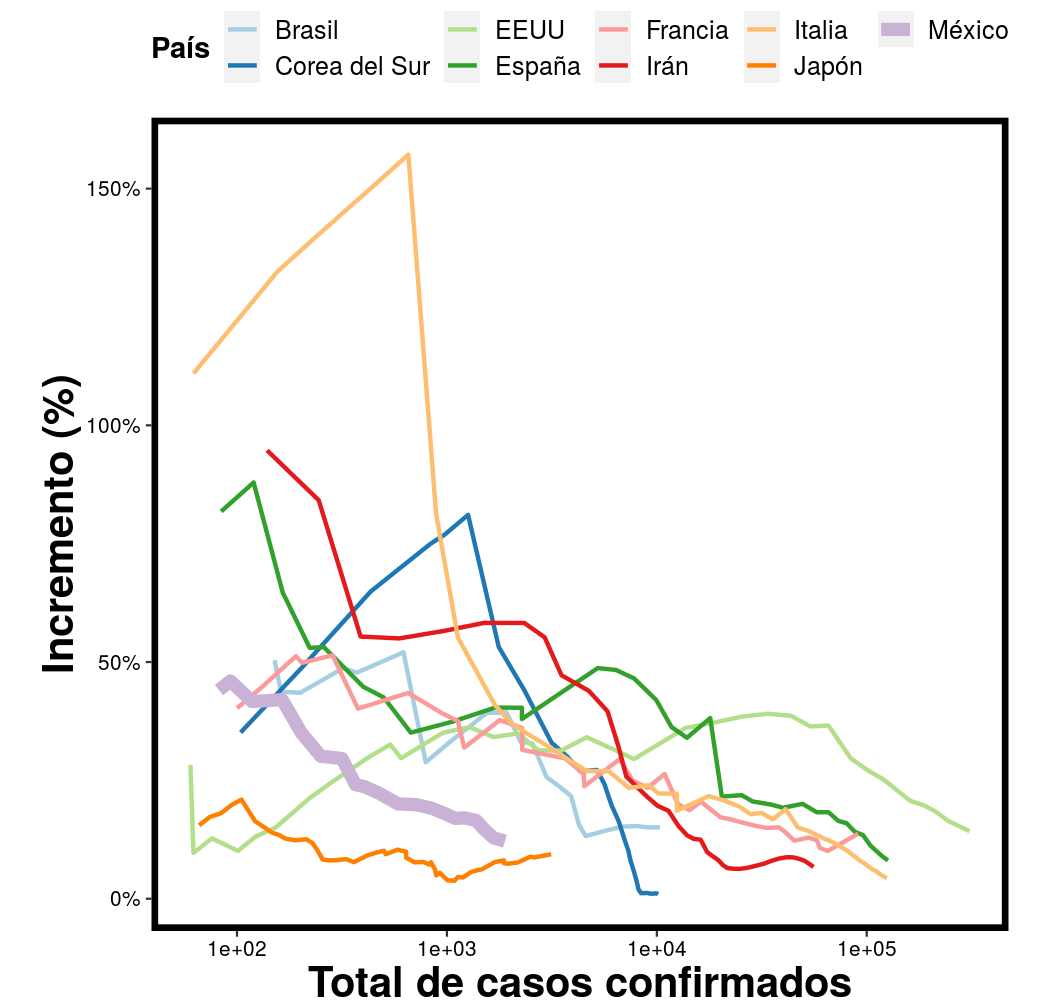 País
Brasil EEUU Francia Italia México
Corea del Sur España Irán Japón
150%
100%
50%
0%
Incremento (%)
1e+02 1e+03 1e+04 1e+05
Total de casos confirmados